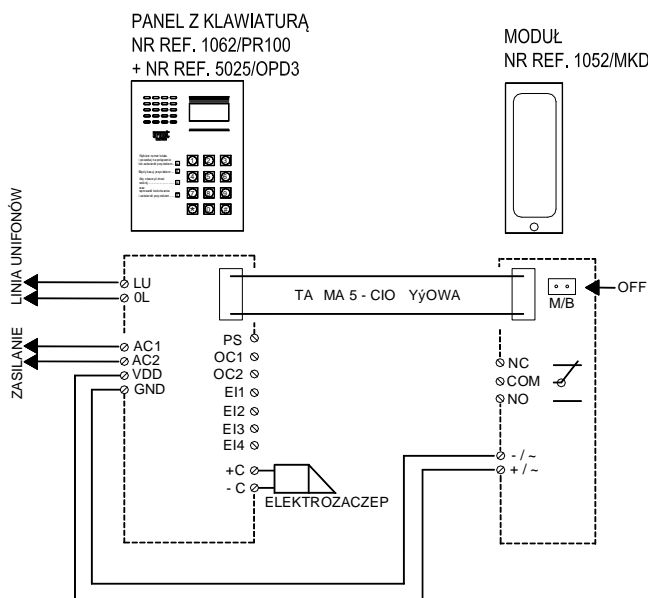 PANEL Z KLAWIATURĄ
NR REF. 1062/PR100
+ NR REF. 5025/OPD3
MODUŁ
NR REF. 1052/MKD
LINIA UNIFONÓW
LU
0L
TA MA 5 - CIO YýOWA
M/B
OFF
ZASILANIE
AC1
AC2
VDD
GND
PS
OC1
OC2
EI1
EI2
EI3
EI4
+C
- C
ELEKTROZACZEP
NC
COM
NO
- / ~
+ / ~